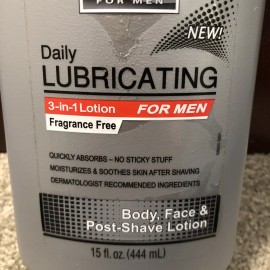 FOR MEN
NEW!
Daily
LUBRICATING
3-in-1 Lotion FOR MEN
Fragrance Free
QUICKLY ABSORBS – NO STICKY STUFF
MOISTURIZES & SOOTHES SKIN AFTER SHAVING
DERMATOLOGIST RECOMMENDED INGREDIENTS
Body, Face &
Post-Shave Lotion
15 fl. oz. (444 mL)